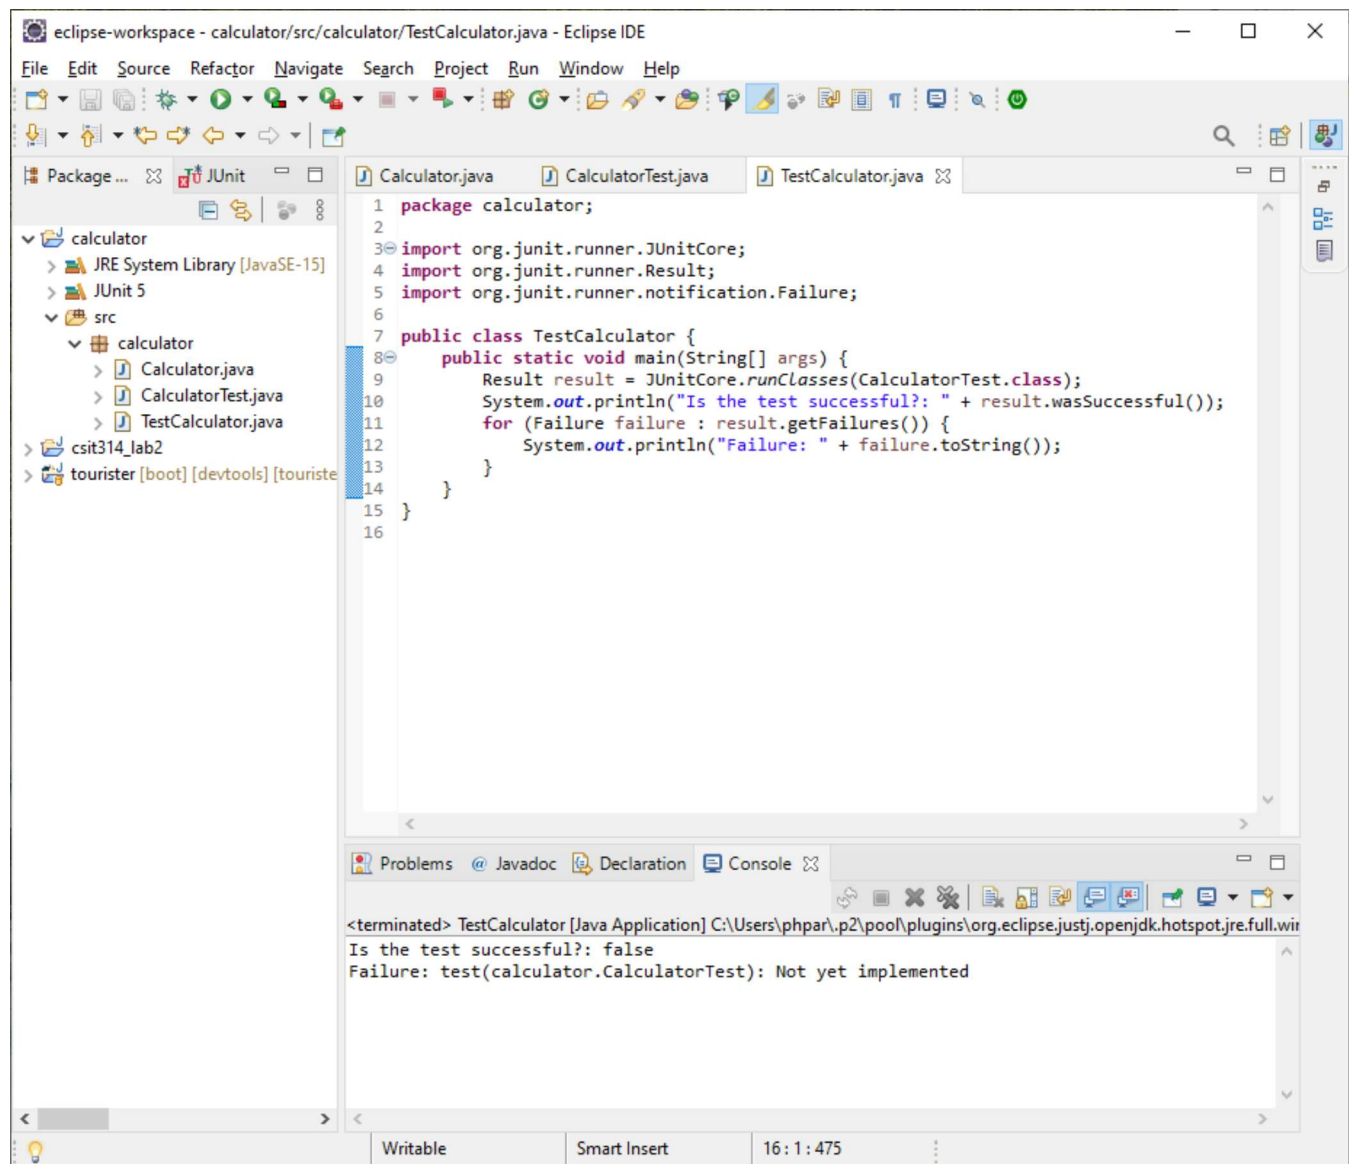 eclipse-workspace - calculator/src/calculator/TestCalculator.java - Eclipse IDE
File Edit Source Refactor Navigate Search Project Run Window Help
Package ... JUnit
calculator
JRE System Library [JavaSE-15]
JUnit 5
src
calculator
Calculator.java
CalculatorTest.java
TestCalculator.java
csit314_lab2
tourister [boot] [devtools] [touriste
Calculator.java CalculatorTest.java TestCalculator.java
1 package calculator;
2
3 import org.junit.runner.JUnitCore;
4 import org.junit.runner.Result;
5 import org.junit.runner.notification.Failure;
6
7 public class TestCalculator {
8 public static void main(String[] args) {
9 Result result = JUnitCore.runClasses(CalculatorTest.class);
10 System.out.println("Is the test successful?: " + result.wasSuccessful());
11 for (Failure failure : result.getFailures()) {
12 System.out.println("Failure: " + failure.toString());
13 }
14 }
15 }
16
Problems @ Javadoc Declaration Console
<terminated> TestCalculator [Java Application] C:\Users\phpar\.p2\pool\plugins\org.eclipse.justj.openjdk.hotspot.jre.full.wir
Is the test successful?: false
Failure: test(calculator.CalculatorTest): Not yet implemented
Writable Smart Insert 16 : 1 : 475